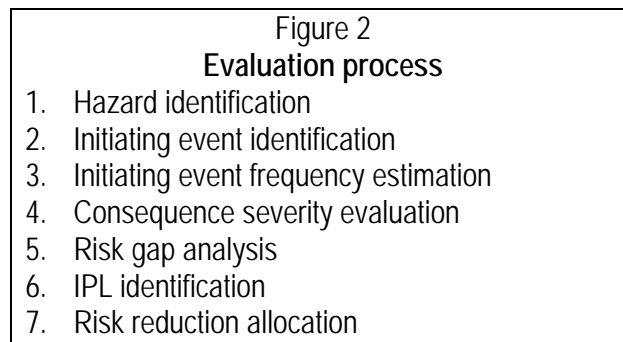 Figure 2
Evaluation process
1. Hazard identification
2. Initiating event identification
3. Initiating event frequency estimation
4. Consequence severity evaluation
5. Risk gap analysis
6. IPL identification
7. Risk reduction allocation